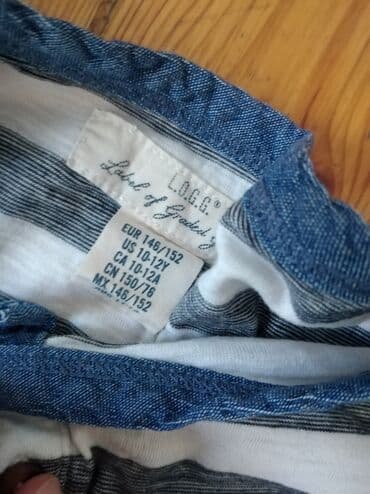 L.O.G.G.®
Label of Graded
EUR 146/152
US 10-12Y
CA 10-12A
CN 150/76
MX 146/152